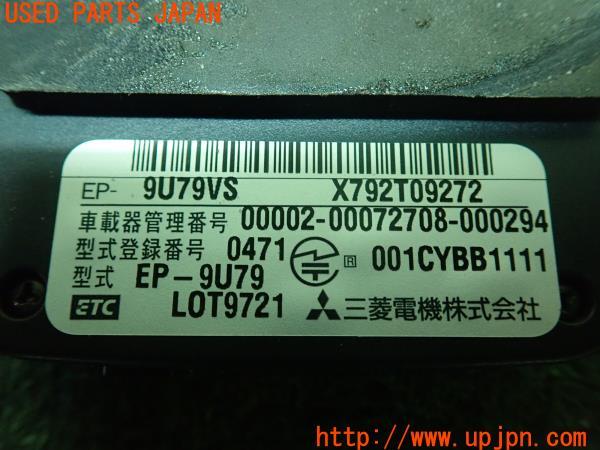 USED PARTS JAPAN
EP- 9U79VS X792T09272
車載器管理番号 00002-00072708-000294
型式登録番号 0471 R 001CYBB1111
型式 EP-9U79
ETC LOT9721 三菱電機株式会社
http://www.upjpn.com/